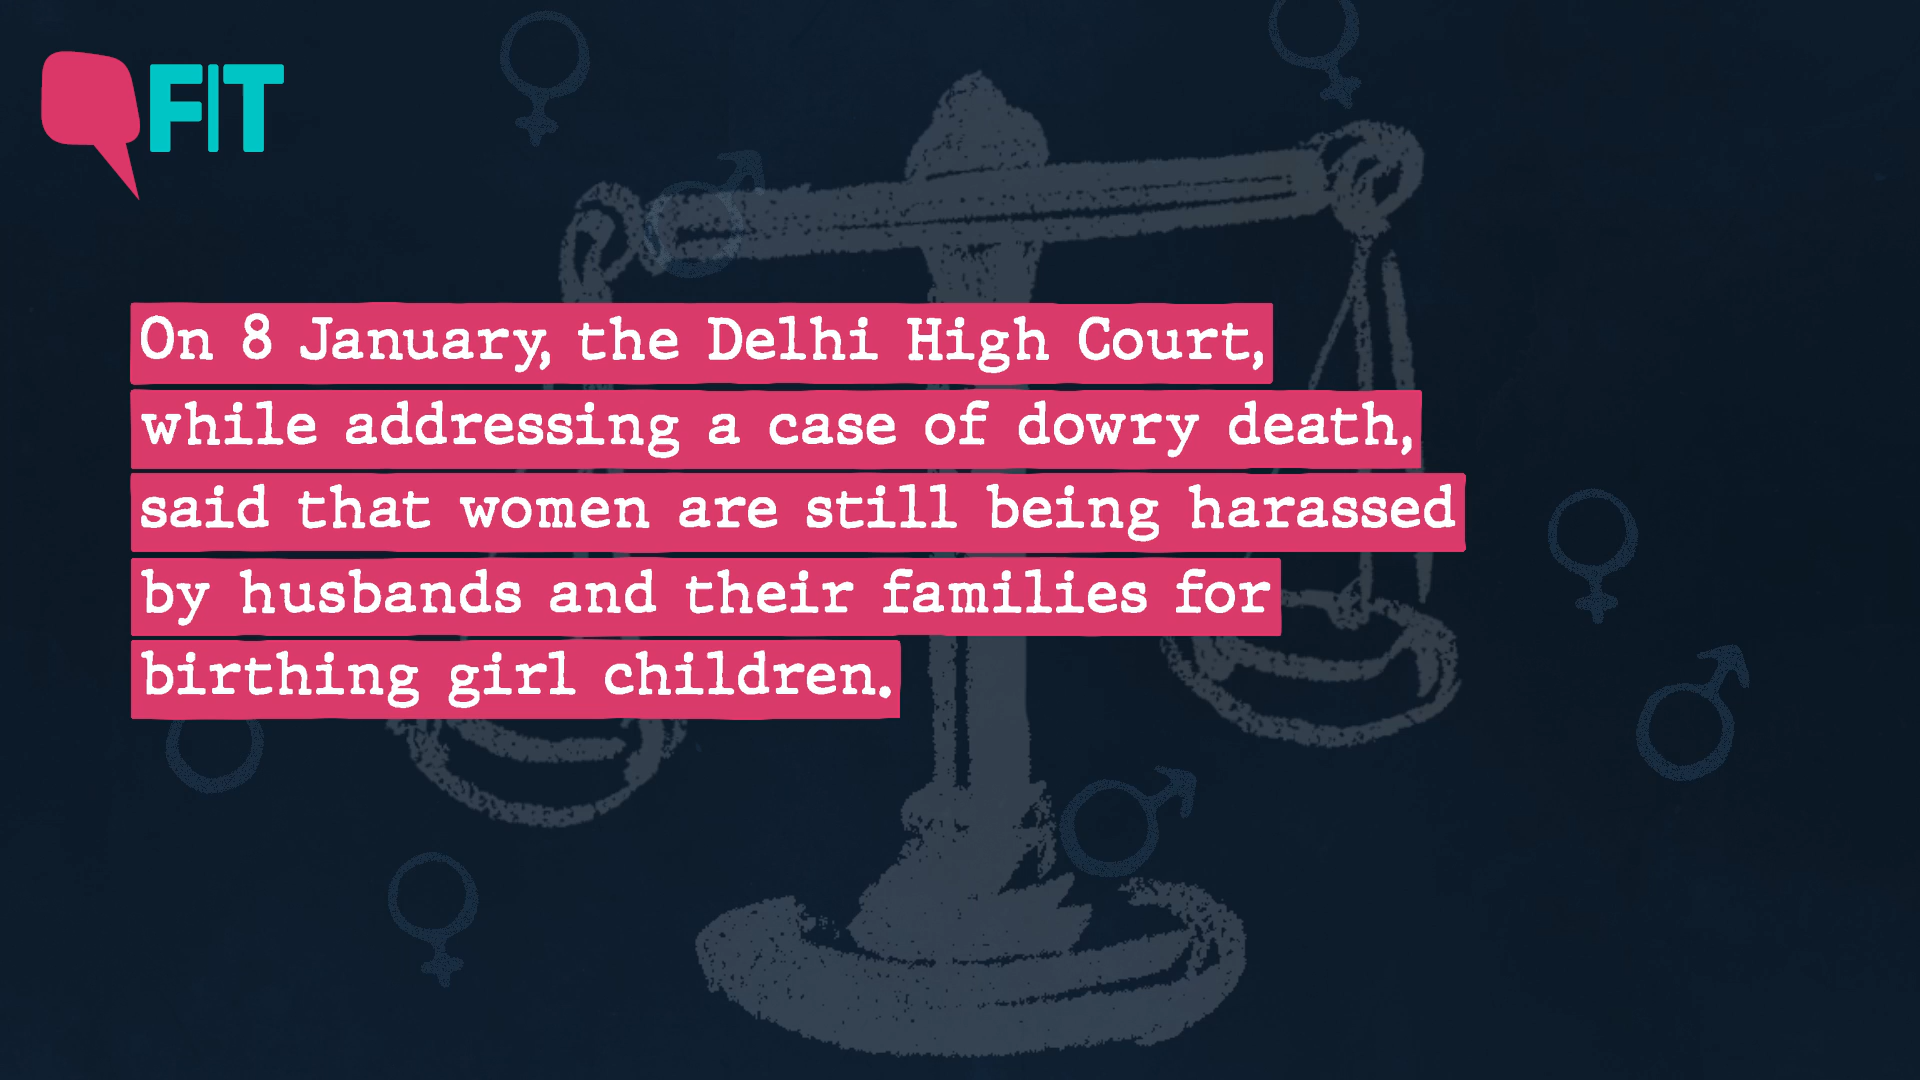 FIT
On 8 January, the Delhi High Court,
while addressing a case of dowry death,
said that women are still being harassed
by husbands and their families for
birthing girl children.